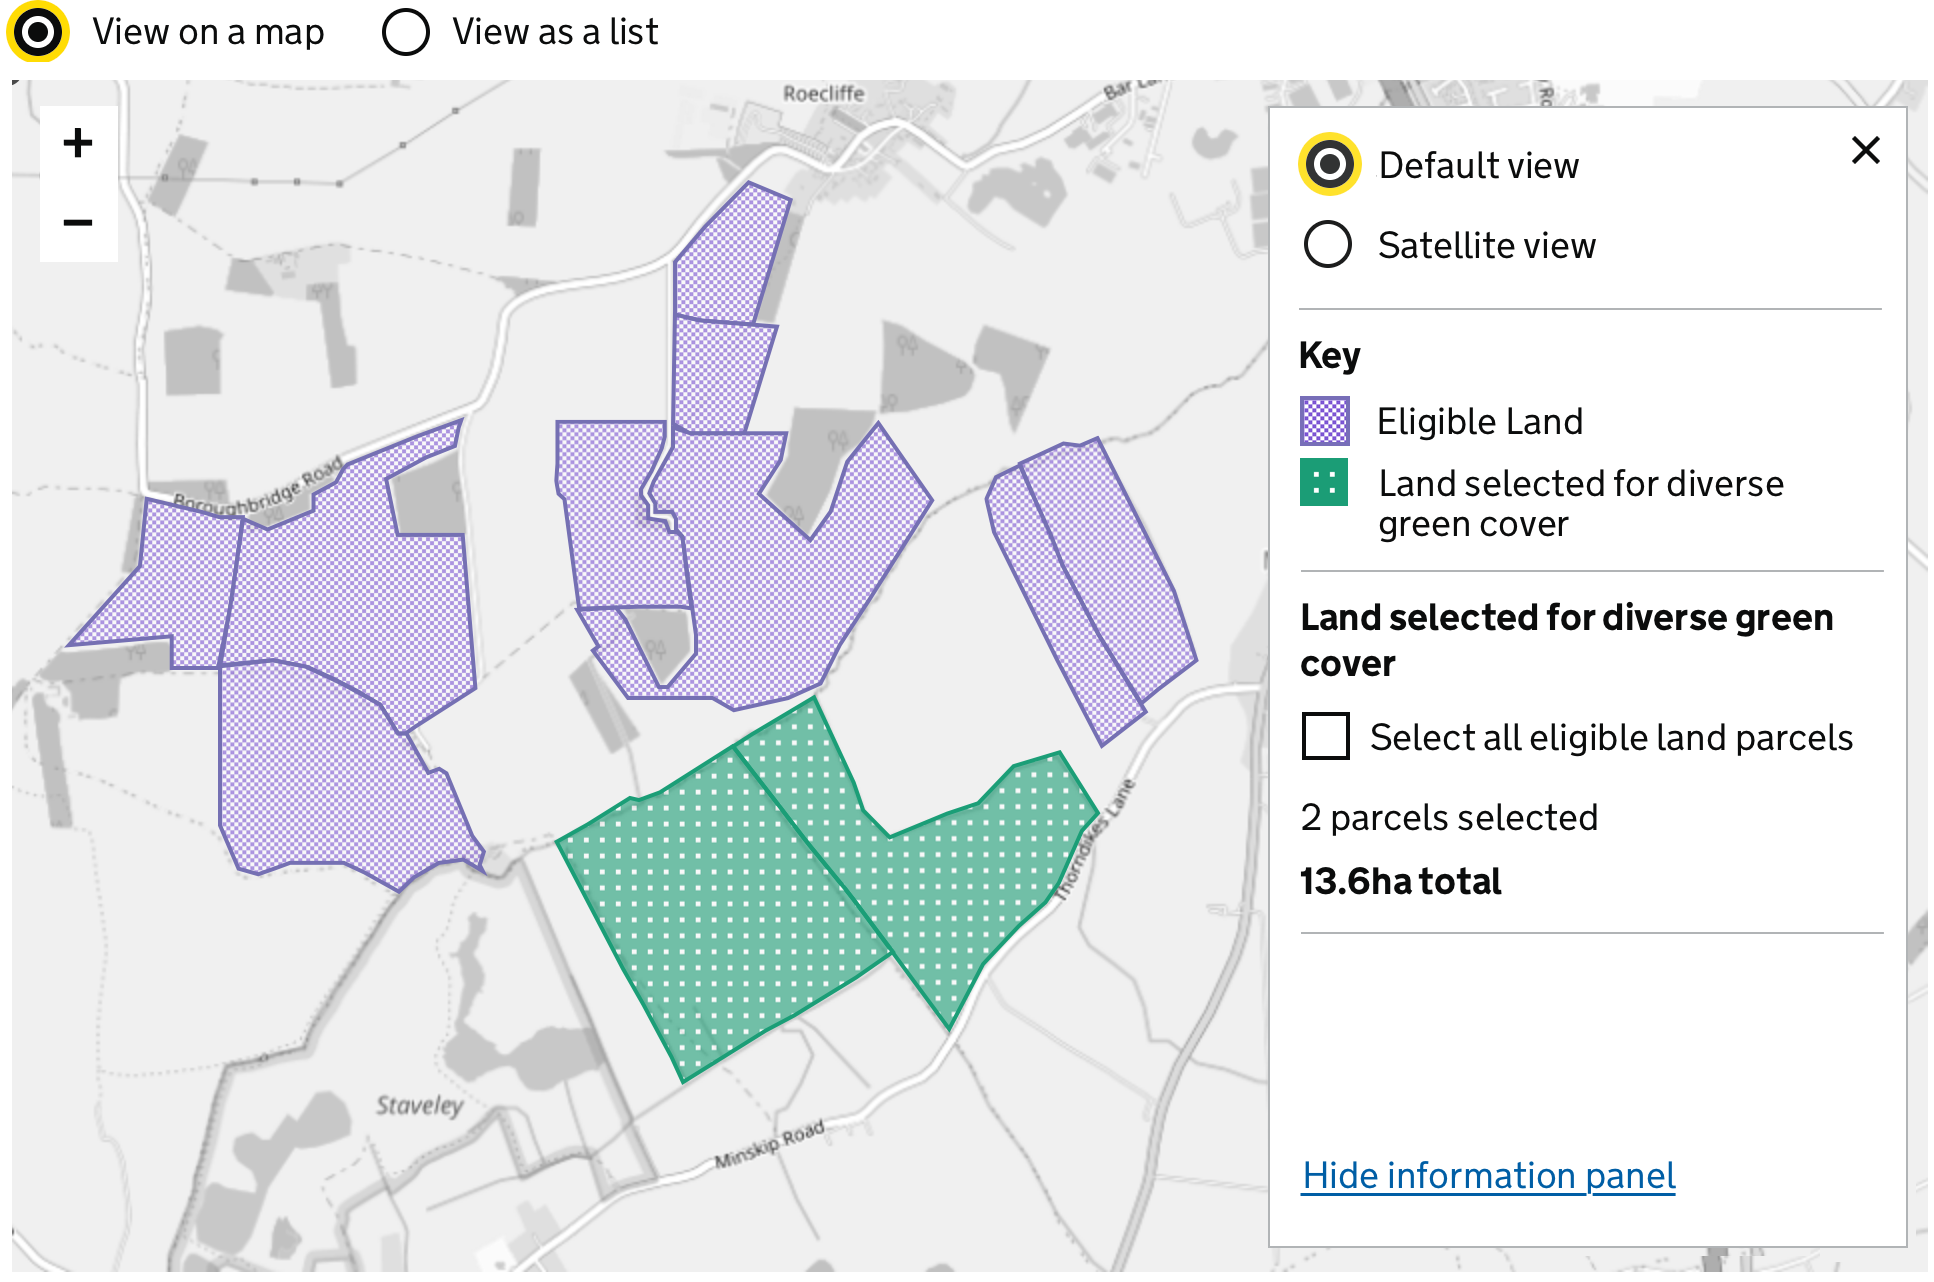 View on a map
View as a list
Roecliffe
+
−
Default view
Satellite view
Key
Eligible Land
Land selected for diverse
green cover
Boroughbridge Road
Land selected for diverse green
cover
Select all eligible land parcels
2 parcels selected
Thorndikes Lane
13.6ha total
Staveley
Minskip Road
Hide information panel